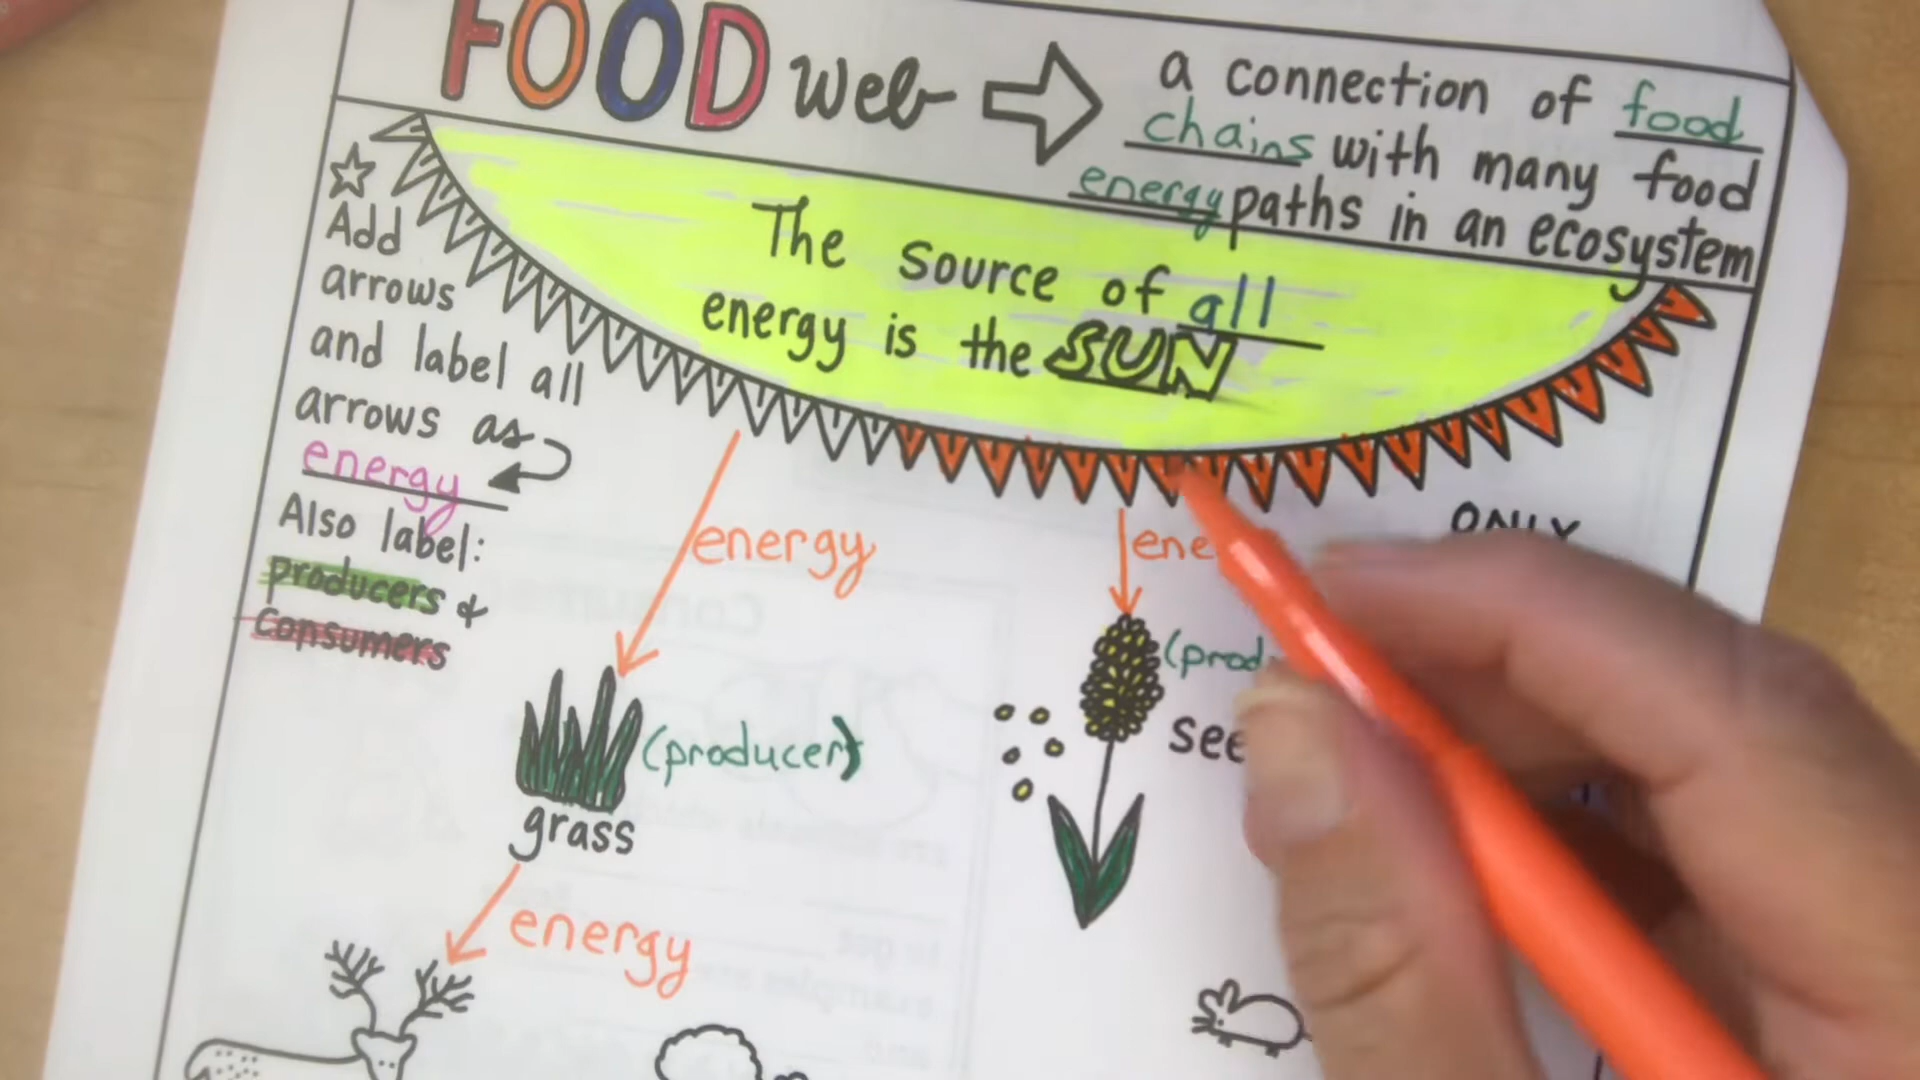 FOOD web
a connection of food
chains with many food
energy paths in an ecosystem
The source of all
energy is the SUN
Add
arrows
and label all
arrows as
energy
Also label:
producers &
consumers
ONLY
energy
(producer)
grass
energy